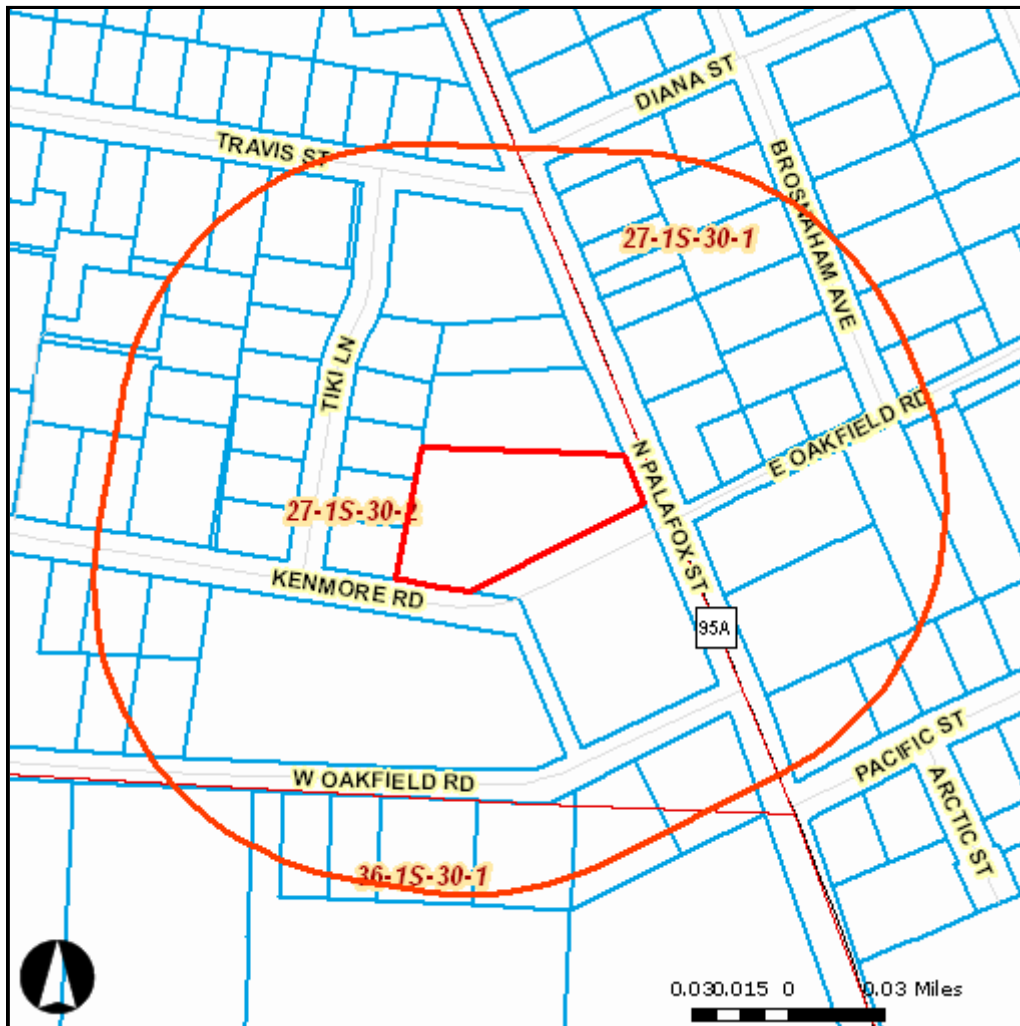 DIANA ST
TRAVIS ST
BROSNAHAM AVE
27-1S-30-1
TIKI LN
E OAKFIELD RD
N PALAFOX ST
27-1S-30-2
KENMORE RD
95A
PACIFIC ST
W OAKFIELD RD
ARCTIC ST
36-1S-30-1
0.030.015 0 0.03 Miles